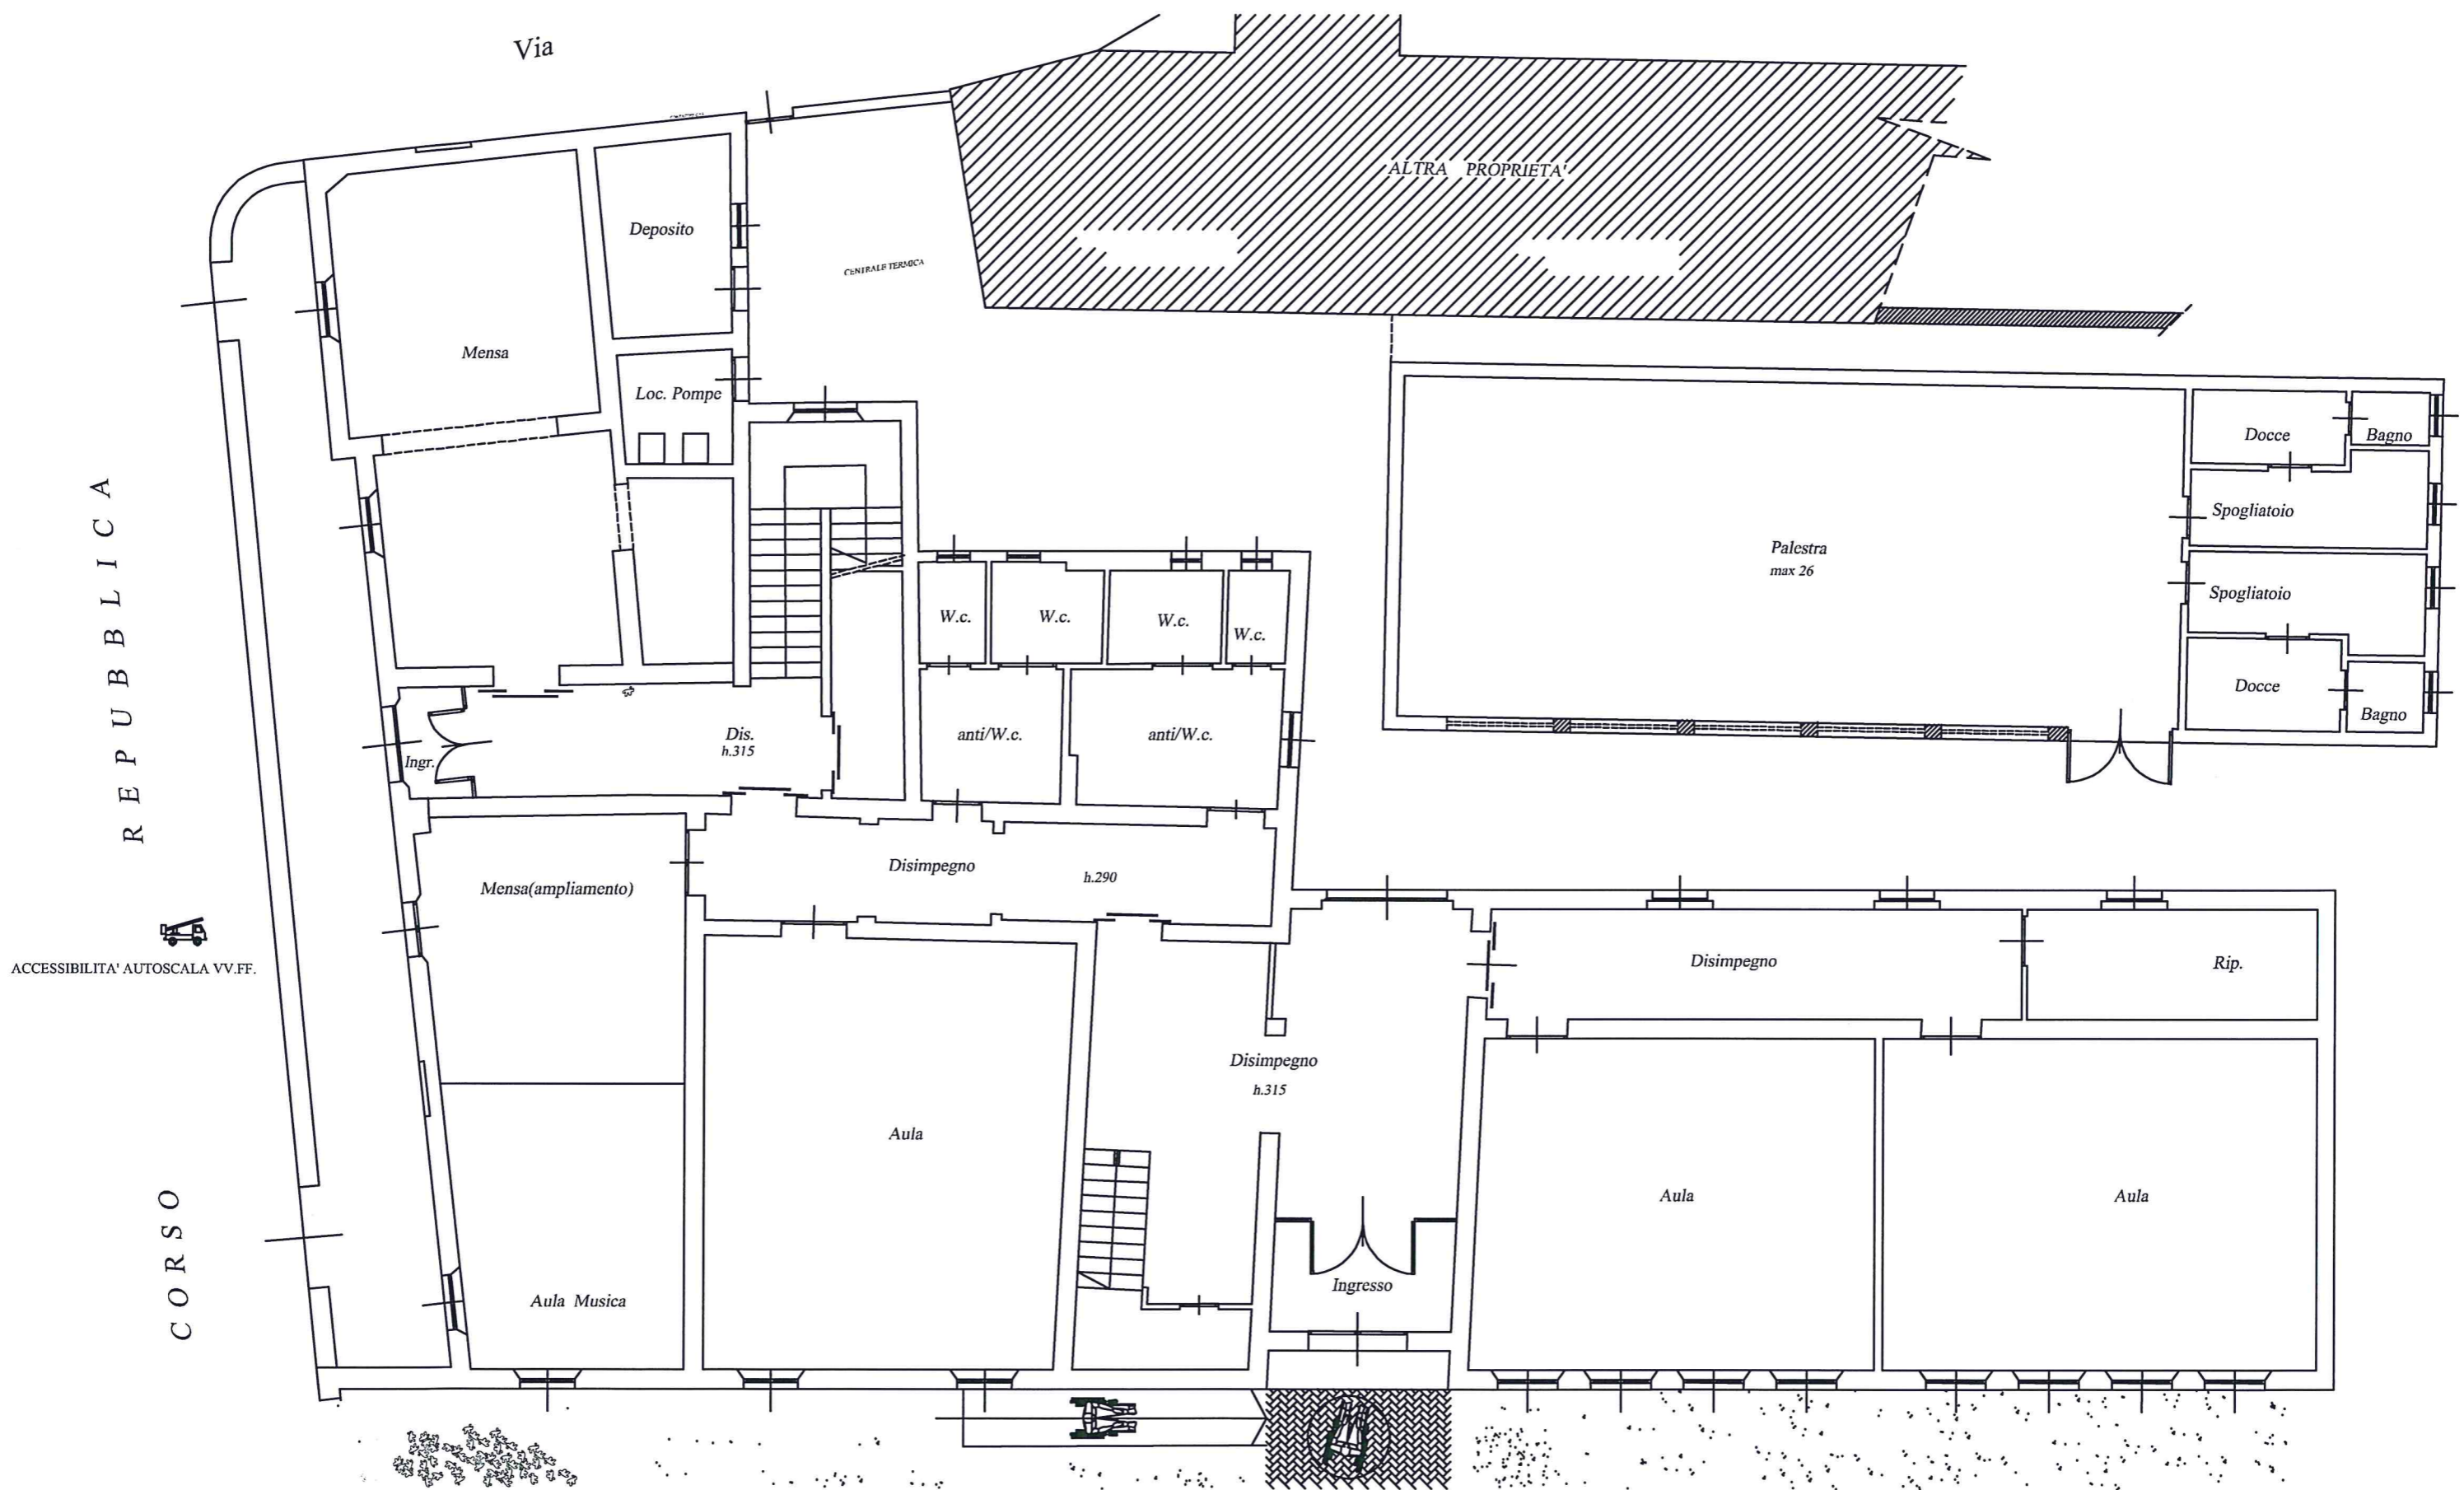 Via
ALTRA PROPRIETA'
Deposito
CENTRALE TERMICA
Mensa
Loc. Pompe
Docce
Bagno
Spogliatoio
Palestra
max 26
Spogliatoio
Docce
Bagno
W.c.
W.c.
W.c.
W.c.
anti/W.c.
anti/W.c.
Dis.
h.315
Ingr.
CORSO REPUBBLICA
Mensa(ampliamento)
Disimpegno
h.290
ACCESSIBILITA' AUTOSCALA VV.FF.
Disimpegno
Rip.
Disimpegno
h.315
Aula
Aula
Aula
Ingresso
Aula Musica